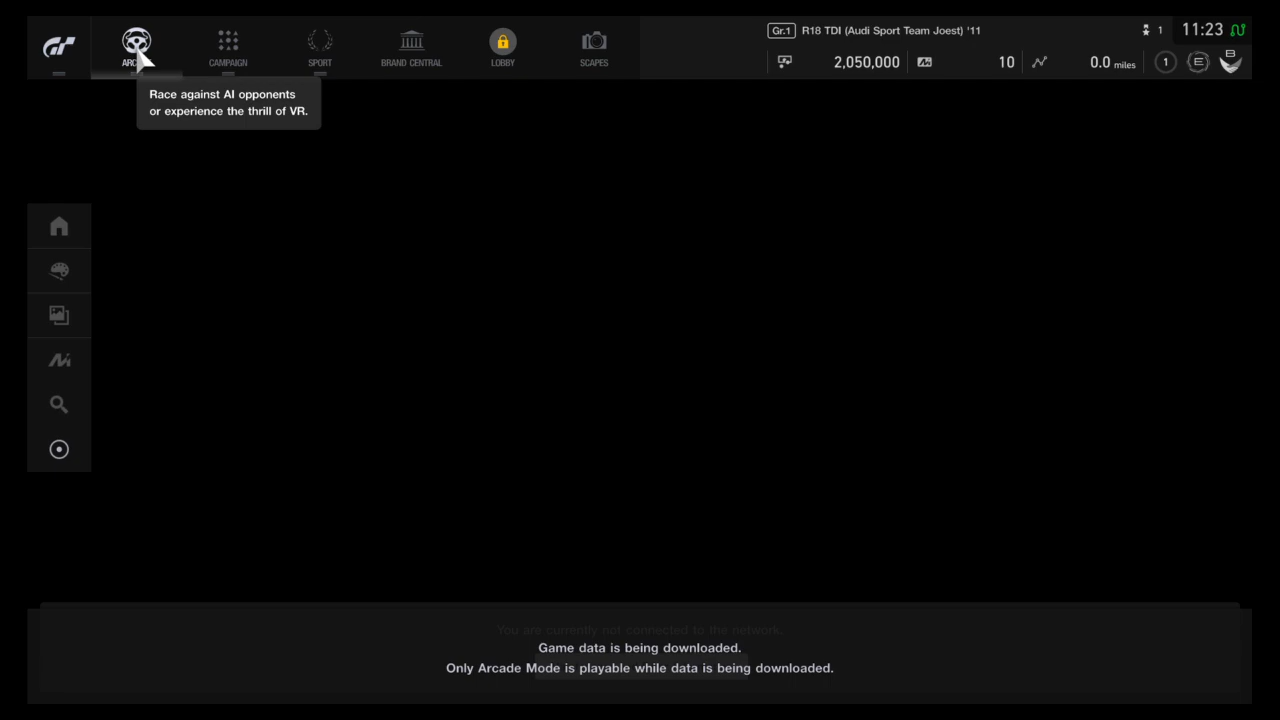 Gr.1 R18 TDI (Audi Sport Team Joest) '11
1
11:23
ARC
CAMPAIGN
SPORT
BRAND CENTRAL
LOBBY
SCAPES
2,050,000
10
0.0 miles
1
E
B
Race against AI opponents
or experience the thrill of VR.
You are currently not connected to the network.
Game data is being downloaded.
Only Arcade Mode is playable while data is being downloaded.